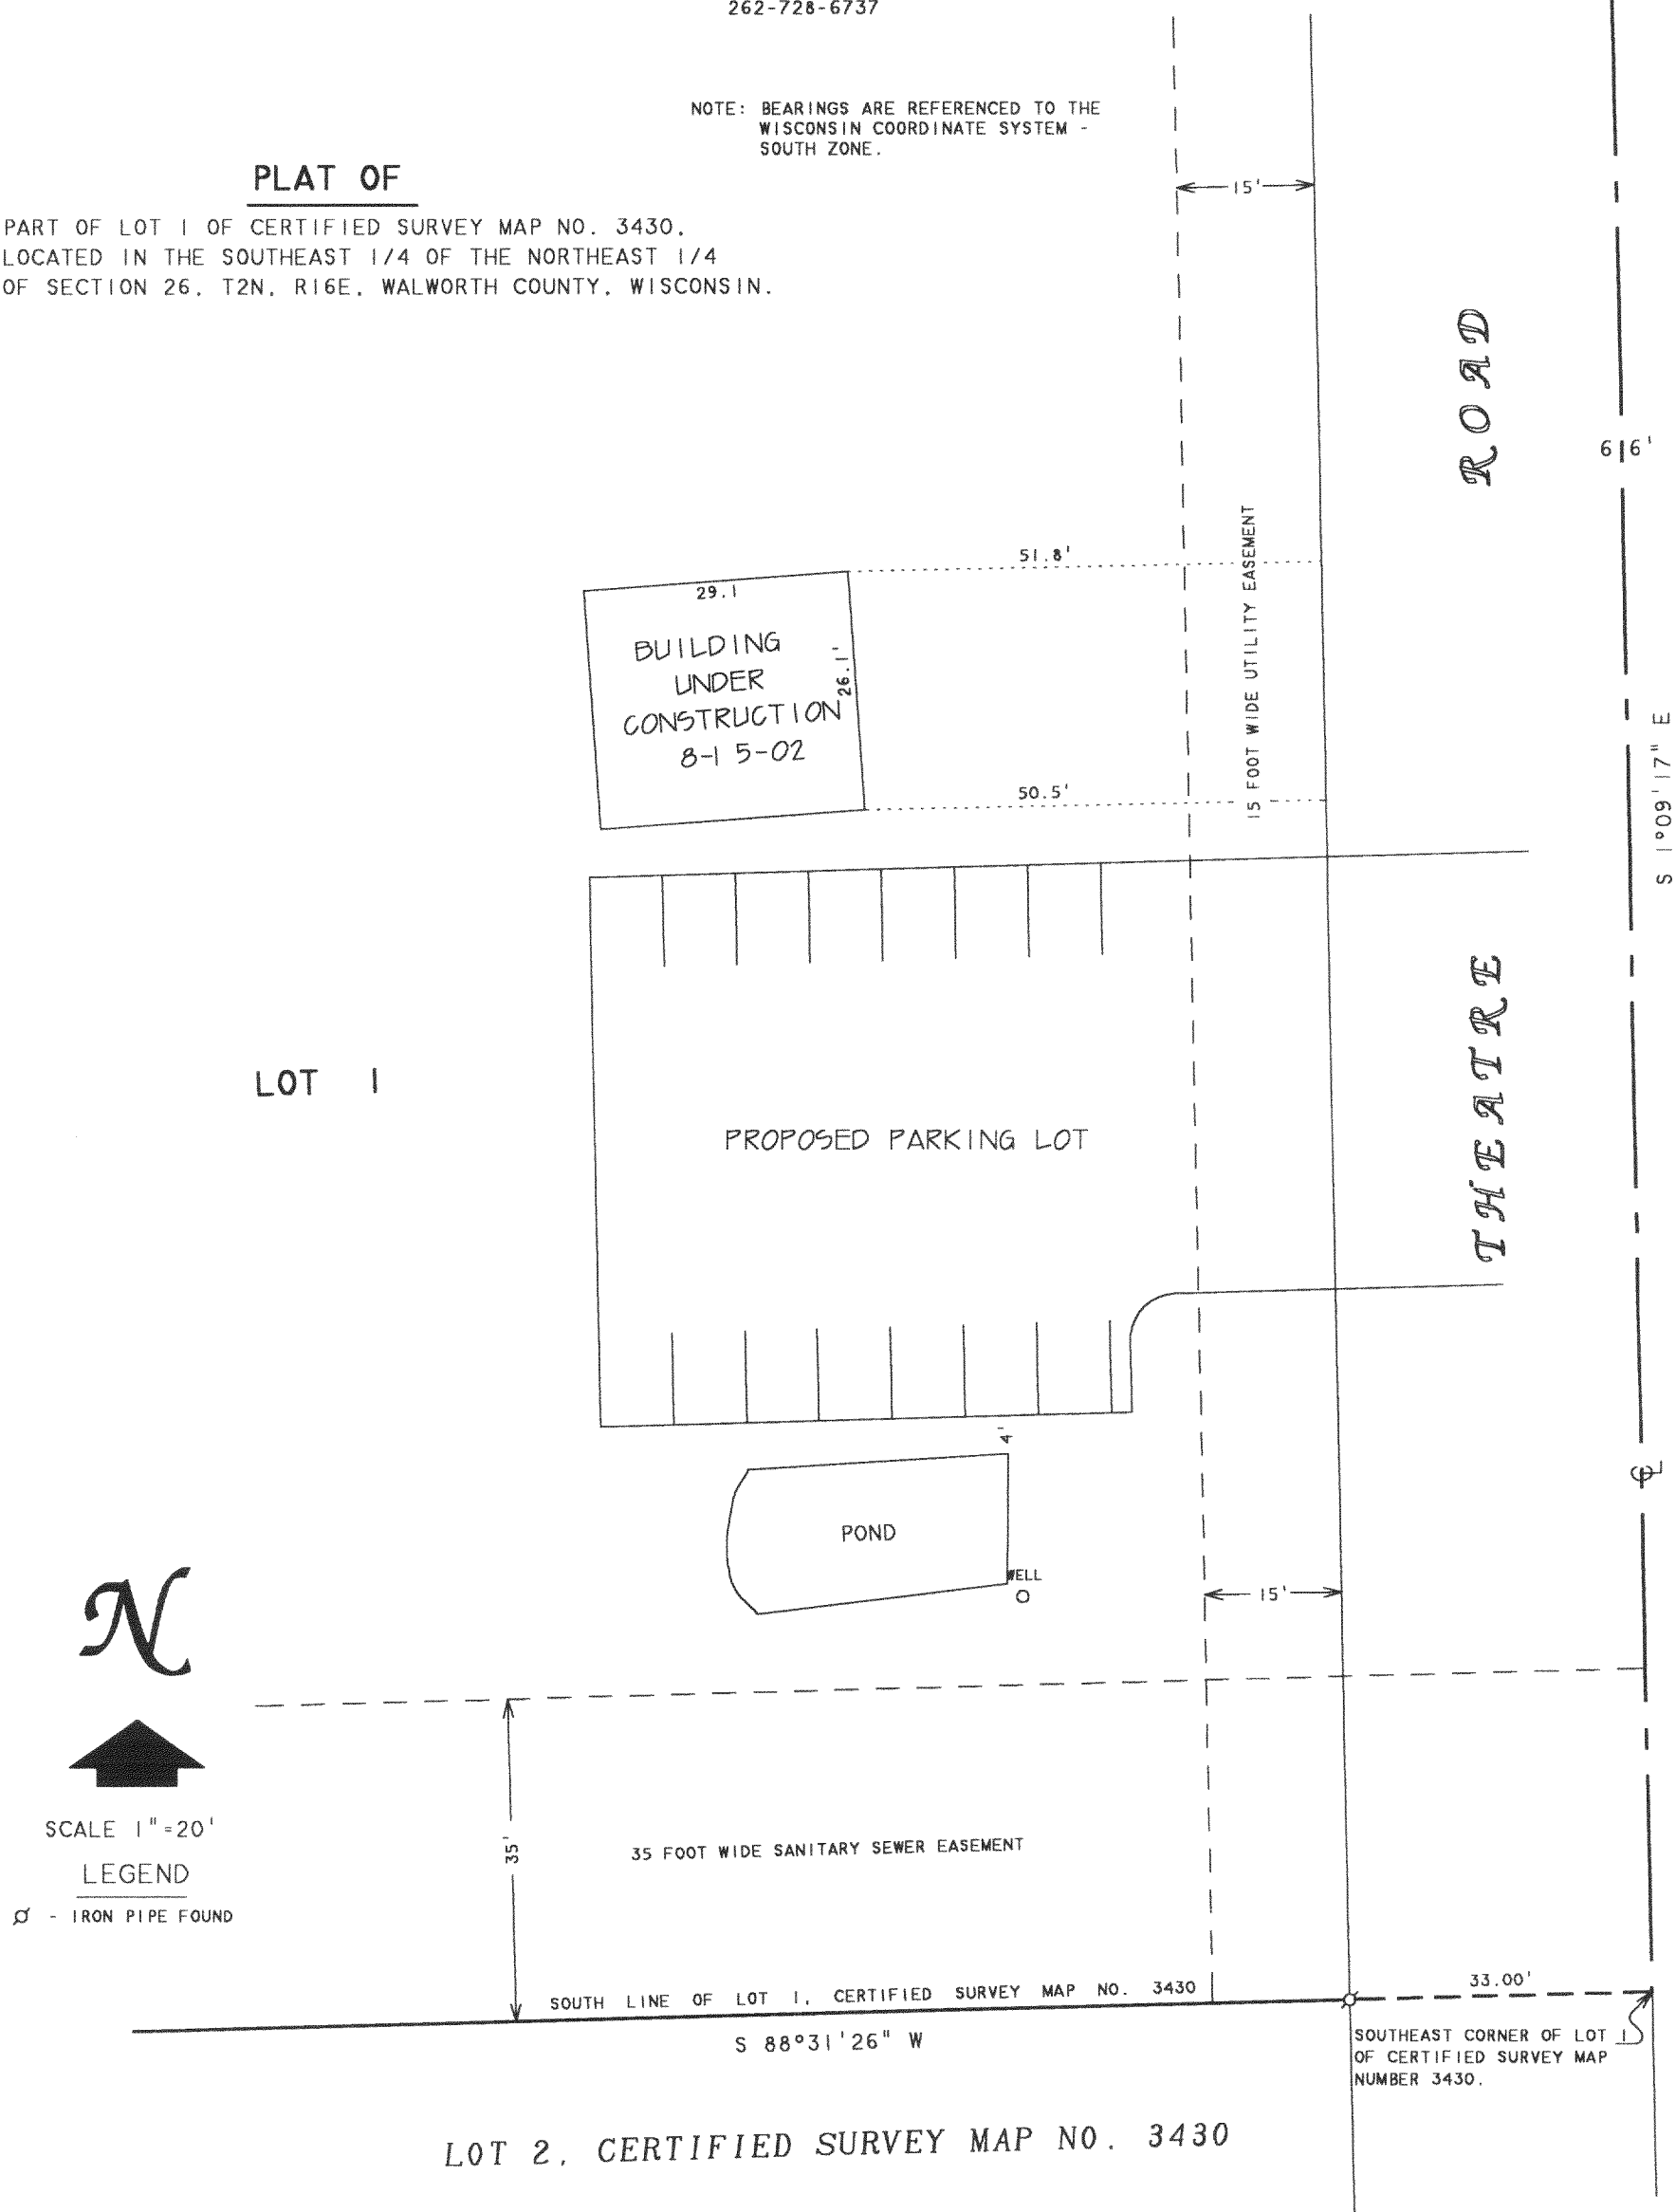 262-728-6737
NOTE: BEARINGS ARE REFERENCED TO THE
WISCONSIN COORDINATE SYSTEM -
SOUTH ZONE.
PLAT OF
PART OF LOT 1 OF CERTIFIED SURVEY MAP NO. 3430,
LOCATED IN THE SOUTHEAST 1/4 OF THE NORTHEAST 1/4
OF SECTION 26, T2N, R16E, WALWORTH COUNTY, WISCONSIN.
15'
ROAD
66'
51.8'
29.1
BUILDING
UNDER
CONSTRUCTION
8-15-02
26.1'
50.5'
15 FOOT WIDE UTILITY EASEMENT
S 1°09'17" E
LOT 1
PROPOSED PARKING LOT
THEATRE
4'
POND
WELL
15'
N
SCALE 1"=20'
LEGEND
Ø - IRON PIPE FOUND
35'
35 FOOT WIDE SANITARY SEWER EASEMENT
SOUTH LINE OF LOT 1, CERTIFIED SURVEY MAP NO. 3430
33.00'
S 88°31'26" W
SOUTHEAST CORNER OF LOT 1
OF CERTIFIED SURVEY MAP
NUMBER 3430.
LOT 2, CERTIFIED SURVEY MAP NO. 3430